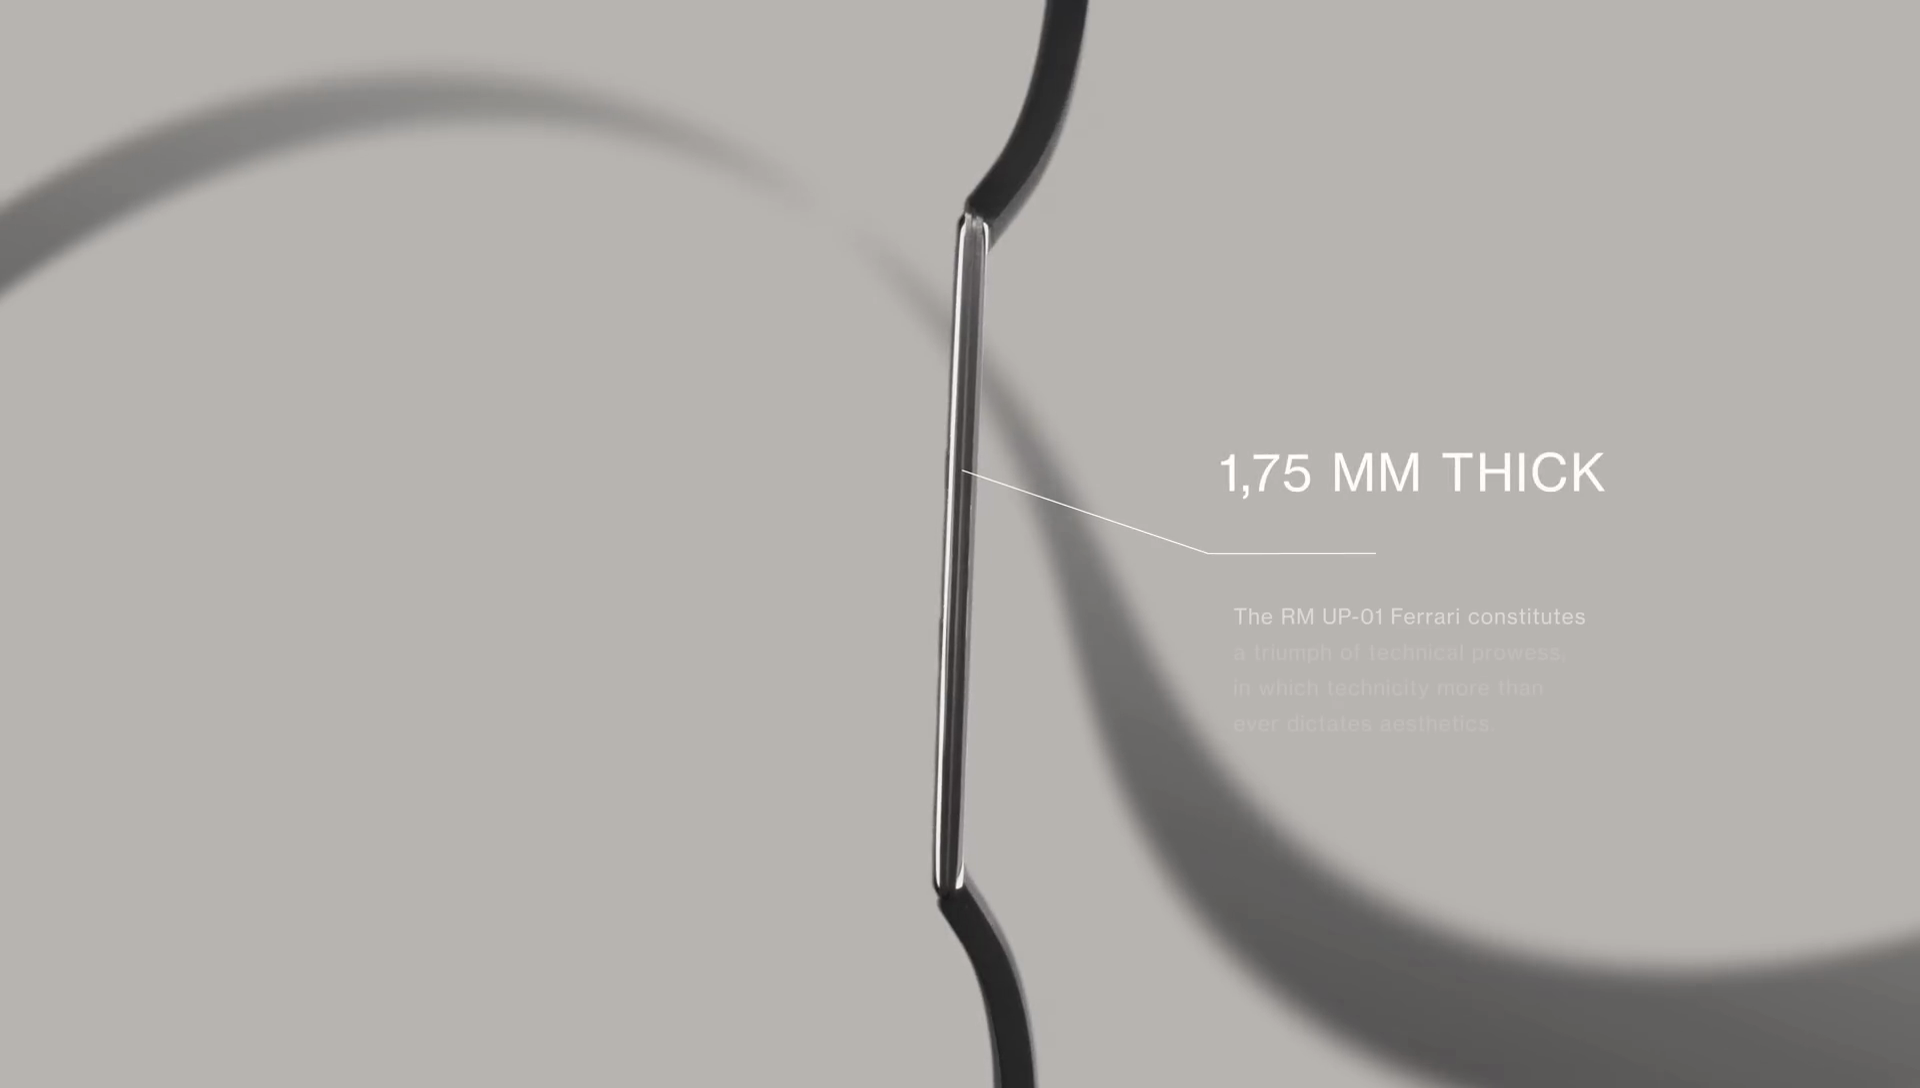 1,75 MM THICK
The RM UP-01 Ferrari constitutes
a triumph of technical prowess,
in which technicity more than
ever dictates aesthetics.